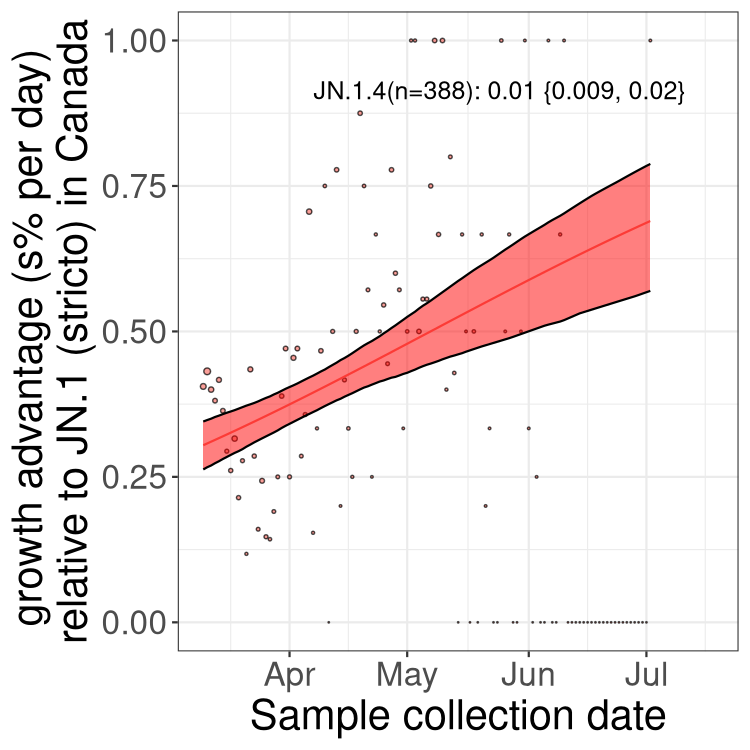 growth advantage (s% per day)
relative to JN.1 (stricto) in Canada
1.00
0.75
0.50
0.25
0.00
JN.1.4(n=388): 0.01 {0.009, 0.02}
Apr
May
Jun
Jul
Sample collection date